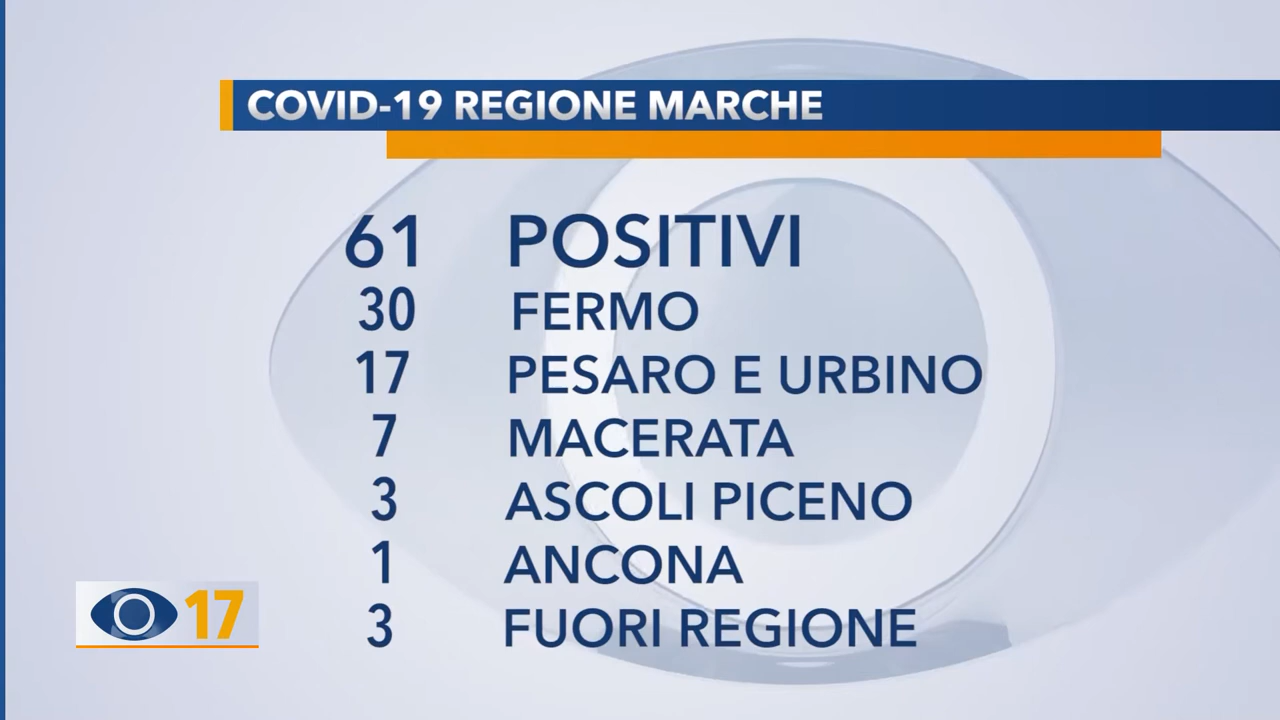 COVID-19 REGIONE MARCHE
61 POSITIVI
30 FERMO
17 PESARO E URBINO
7 MACERATA
3 ASCOLI PICENO
1 ANCONA
3 FUORI REGIONE
17